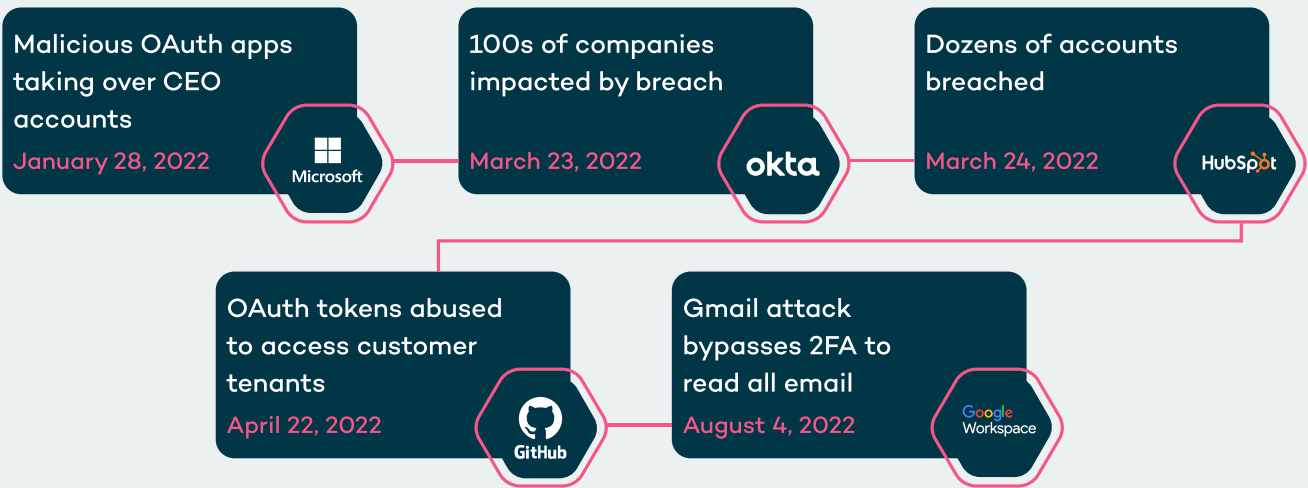 Malicious OAuth apps
taking over CEO
accounts
January 28, 2022
Microsoft
100s of companies
impacted by breach
March 23, 2022
okta
Dozens of accounts
breached
March 24, 2022
HubSpot
OAuth tokens abused
to access customer
tenants
April 22, 2022
GitHub
Gmail attack
bypasses 2FA to
read all email
August 4, 2022
Google
Workspace